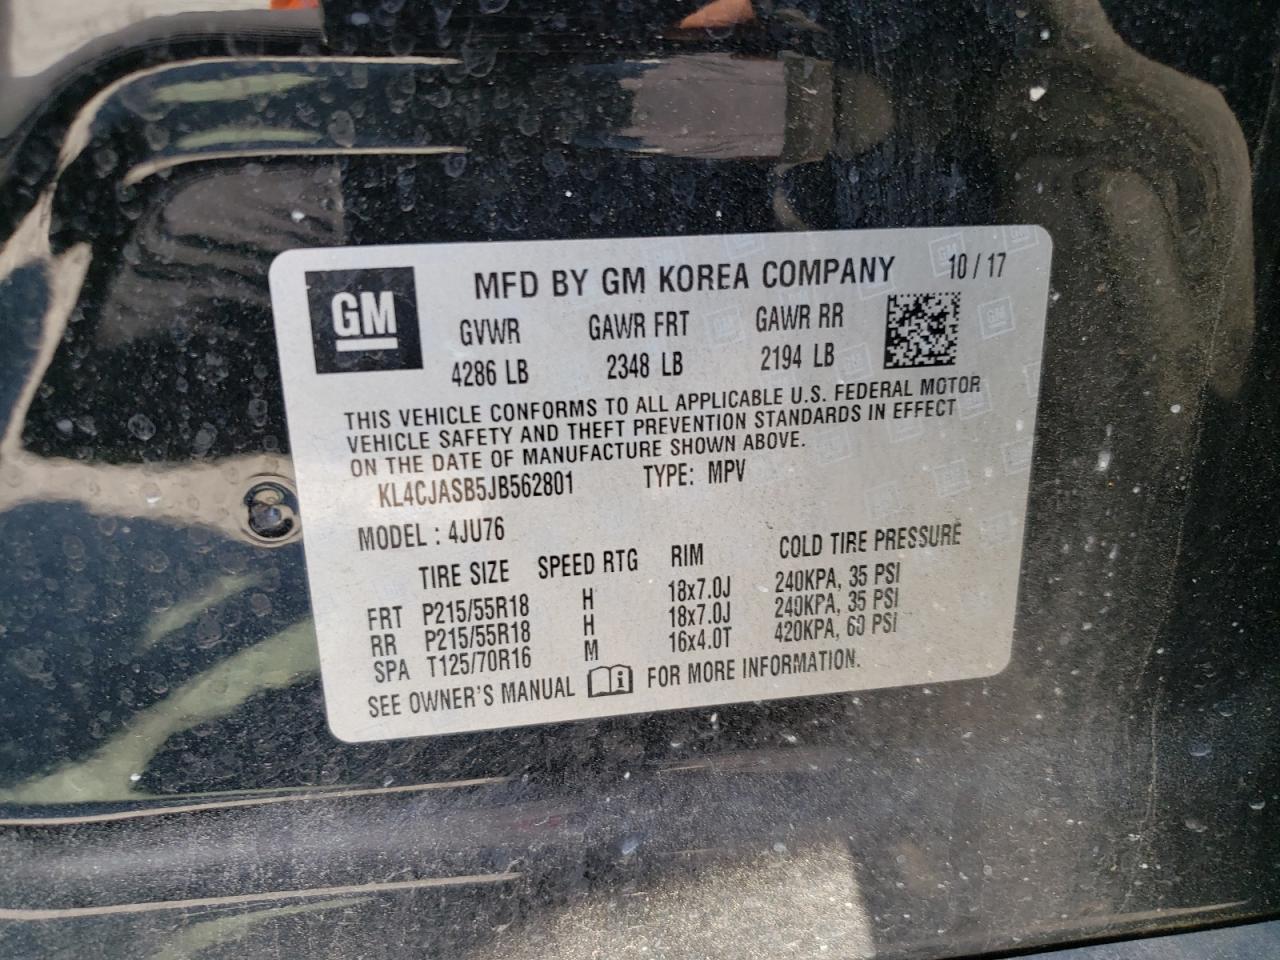 GM
MFD BY GM KOREA COMPANY 10 / 17
GVWR GAWR FRT GAWR RR
4286 LB 2348 LB 2194 LB
THIS VEHICLE CONFORMS TO ALL APPLICABLE U.S. FEDERAL MOTOR
VEHICLE SAFETY AND THEFT PREVENTION STANDARDS IN EFFECT
ON THE DATE OF MANUFACTURE SHOWN ABOVE.
KL4CJASB5JB562801 TYPE: MPV
MODEL : 4JU76
TIRE SIZE SPEED RTG RIM COLD TIRE PRESSURE
FRT P215/55R18 H 18x7.0J 240KPA, 35 PSI
RR P215/55R18 H 18x7.0J 240KPA, 35 PSI
SPA T125/70R16 M 16x4.0T 420KPA, 60 PSI
SEE OWNER'S MANUAL i FOR MORE INFORMATION.